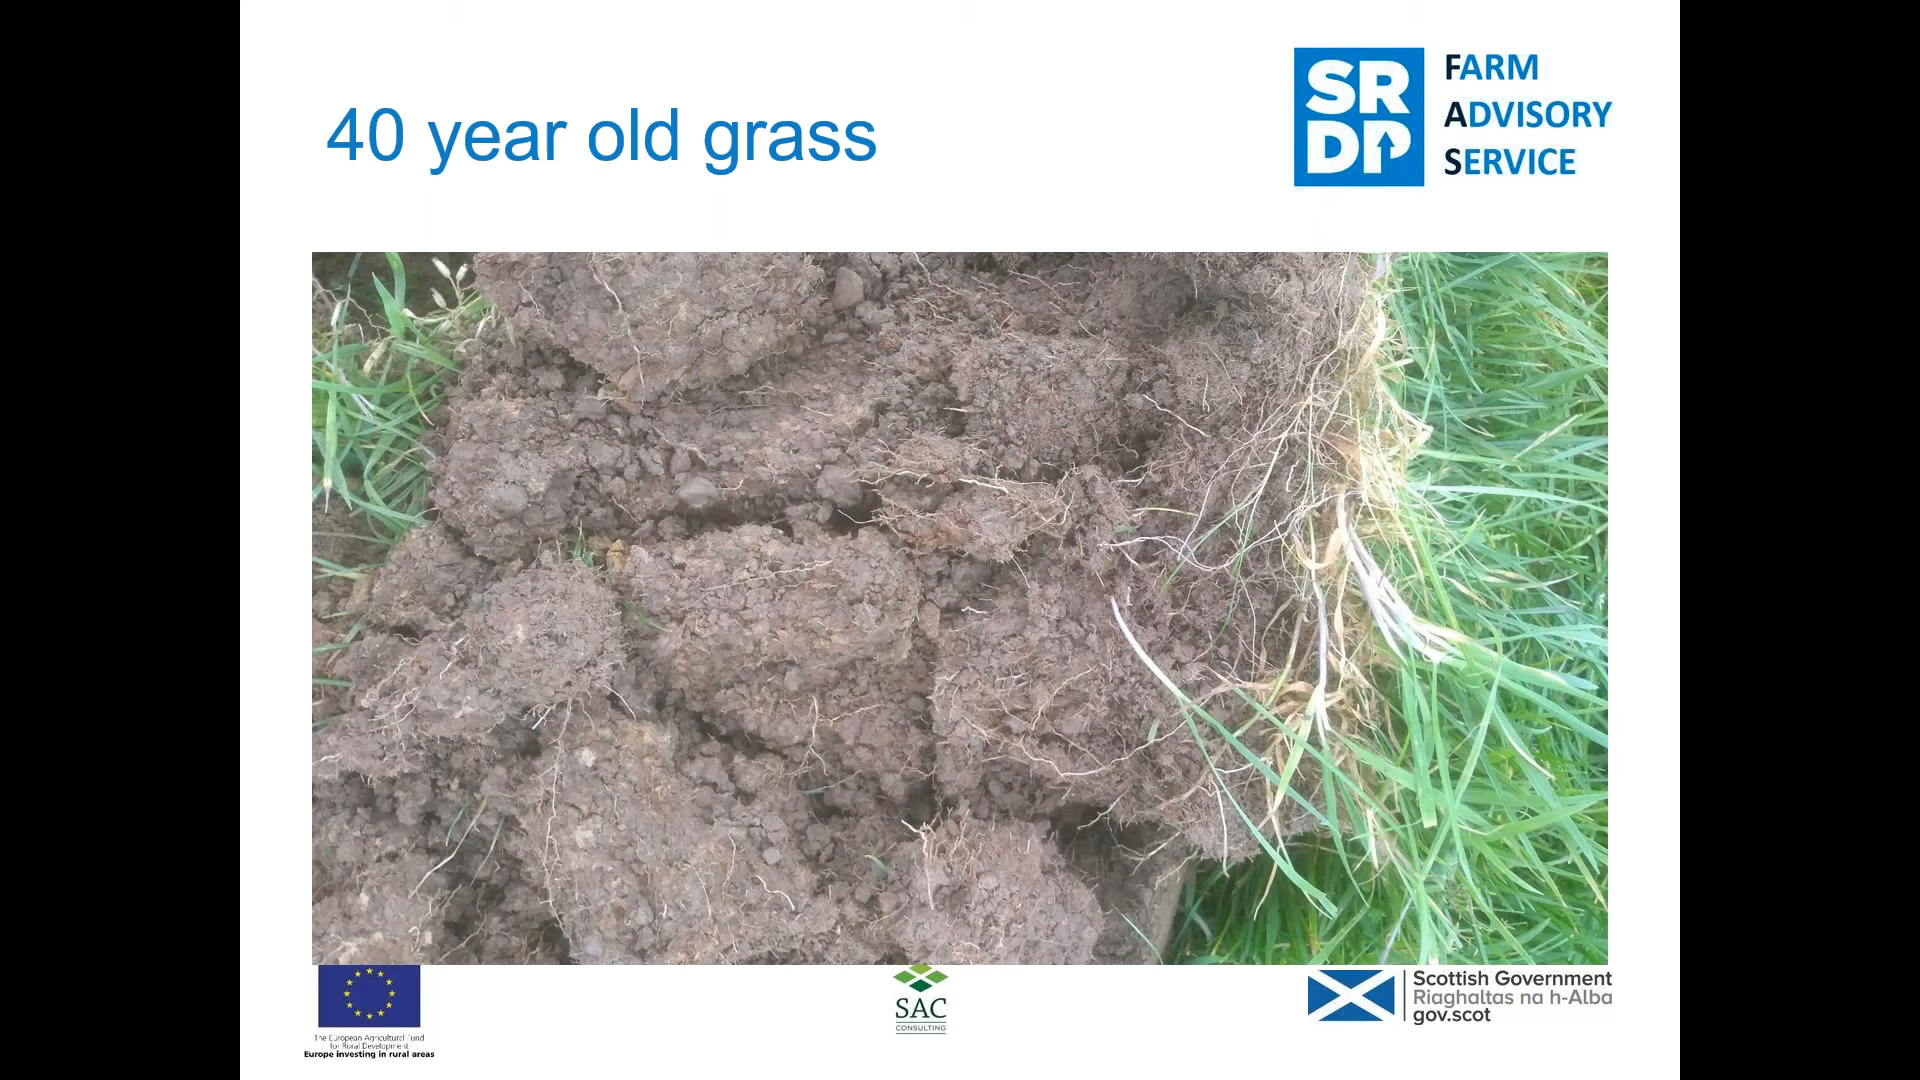 40 year old grass
SR
DP
FARM
ADVISORY
SERVICE
The European Agricultural Fund
for Rural Development
Europe investing in rural areas
SAC
CONSULTING
Scottish Government
Riaghaltas na h-Alba
gov.scot